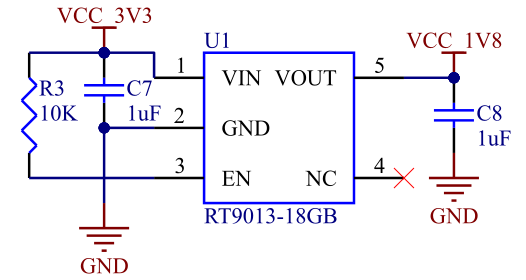 VCC_3V3
U1
VCC_1V8
R3
10K
C7
1uF
1
2
3
VIN
GND
EN
VOUT
NC
5
4
C8
1uF
RT9013-18GB
GND
GND